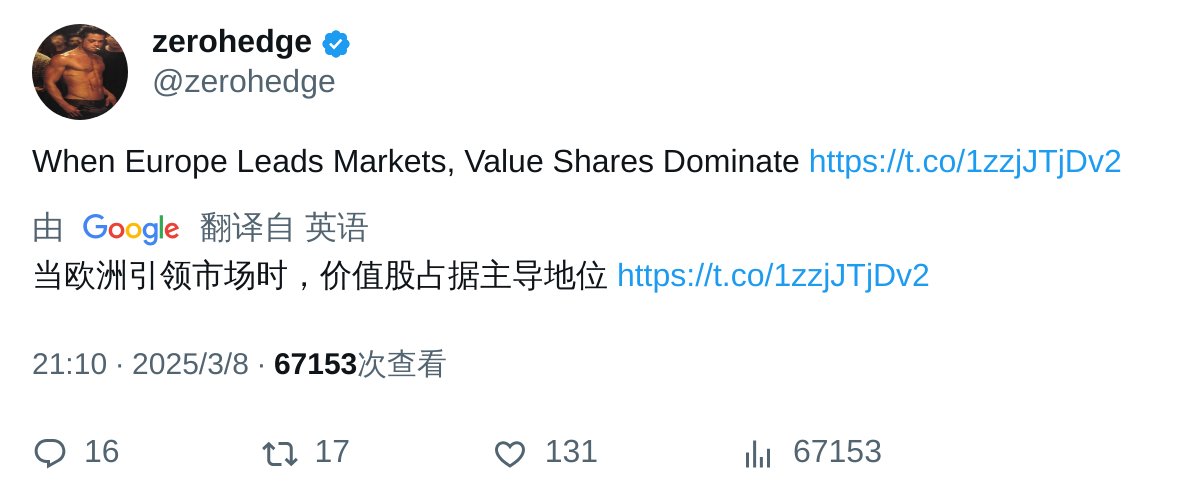 zerohedge
@zerohedge
When Europe Leads Markets, Value Shares Dominate https://t.co/1zzjJTjDv2
由 Google 翻译自 英语
当欧洲引领市场时，价值股占据主导地位 https://t.co/1zzjJTjDv2
21:10 · 2025/3/8 · 67153次查看
16 17 131 67153